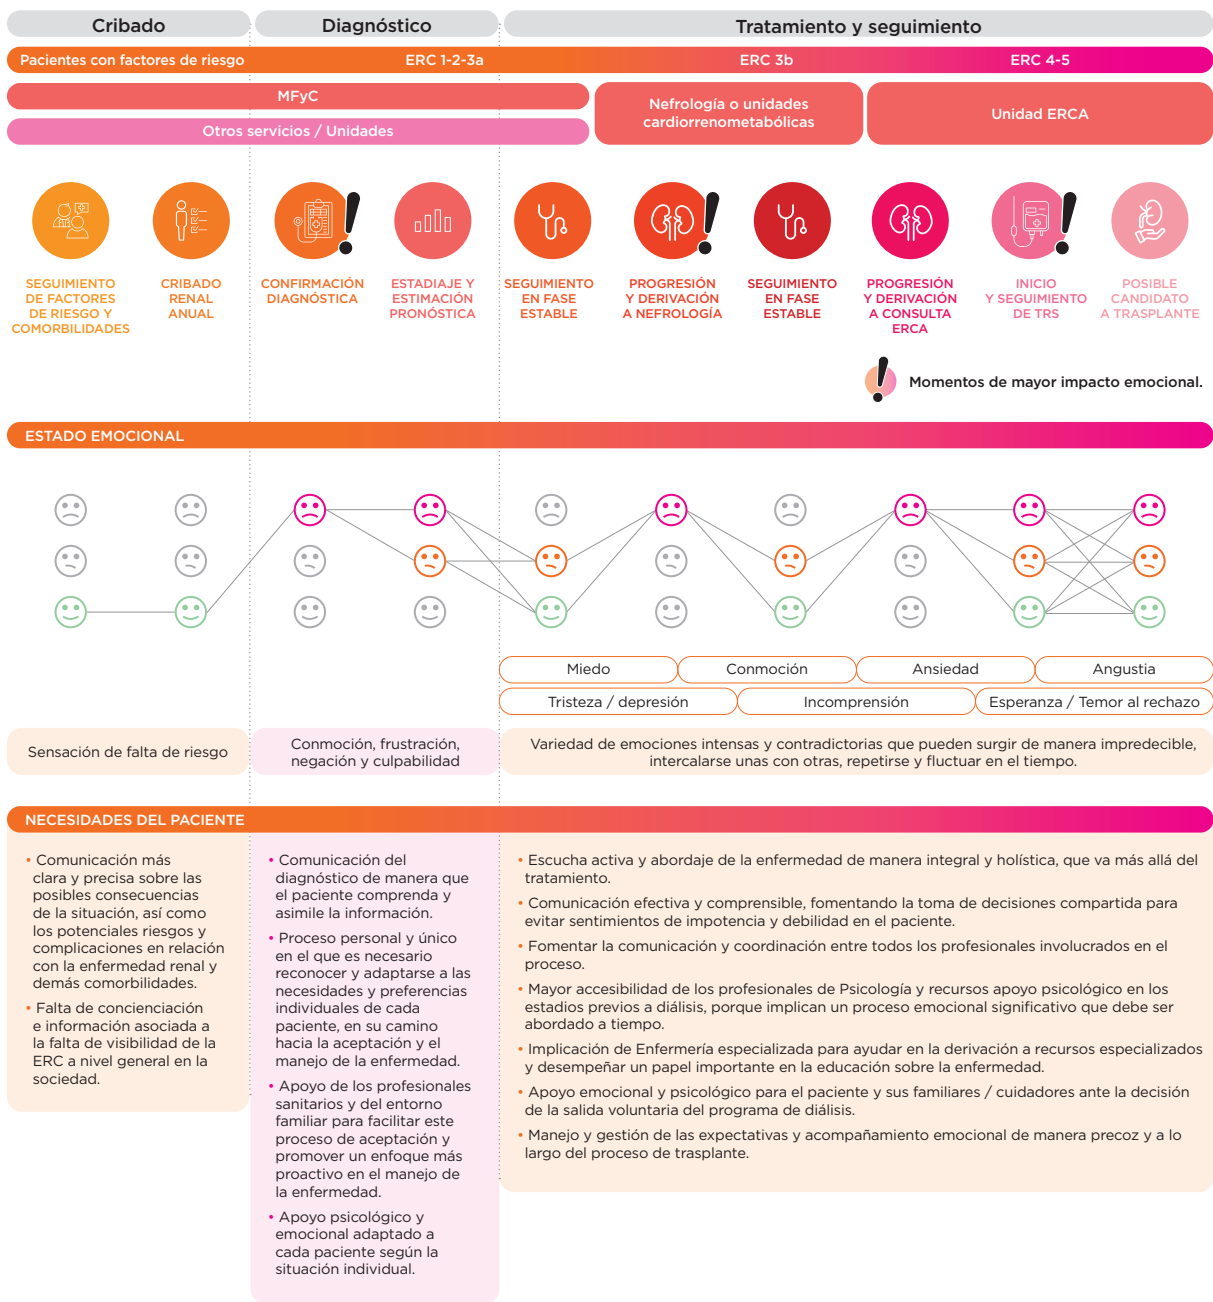 Cribado
Diagnóstico
Tratamiento y seguimiento
Pacientes con factores de riesgo
ERC 1-2-3a
ERC 3b
ERC 4-5
MFyC
Otros servicios / Unidades
Nefrología o unidades
cardiorrenometabólicas
Unidad ERCA
SEGUIMIENTO
DE FACTORES
DE RIESGO Y
COMORBILIDADES
CRIBADO
RENAL
ANUAL
CONFIRMACIÓN
DIAGNÓSTICA
ESTADIAJE Y
ESTIMACIÓN
PRONÓSTICA
SEGUIMIENTO
EN FASE
ESTABLE
PROGRESIÓN
Y DERIVACIÓN
A NEFROLOGÍA
SEGUIMIENTO
EN FASE
ESTABLE
PROGRESIÓN
Y DERIVACIÓN
A CONSULTA
ERCA
INICIO
Y SEGUIMIENTO
DE TRS
POSIBLE
CANDIDATO
A TRASPLANTE
Momentos de mayor impacto emocional.
ESTADO EMOCIONAL
Miedo
Conmoción
Ansiedad
Angustia
Tristeza / depresión
Incomprensión
Esperanza / Temor al rechazo
Sensación de falta de riesgo
Conmoción, frustración,
negación y culpabilidad
Variedad de emociones intensas y contradictorias que pueden surgir de manera impredecible,
intercalarse unas con otras, repetirse y fluctuar en el tiempo.
NECESIDADES DEL PACIENTE
• Comunicación más
clara y precisa sobre las
posibles consecuencias
de la situación, así como
los potenciales riesgos y
complicaciones en relación
con la enfermedad renal y
demás comorbilidades.
• Falta de concienciación
e información asociada a
la falta de visibilidad de la
ERC a nivel general en la
sociedad.
• Comunicación del
diagnóstico de manera que
el paciente comprenda y
asimile la información.
• Proceso personal y único
en el que es necesario
reconocer y adaptarse a las
necesidades y preferencias
individuales de cada
paciente, en su camino
hacia la aceptación y el
manejo de la enfermedad.
• Apoyo de los profesionales
sanitarios y del entorno
familiar para facilitar este
proceso de aceptación y
promover un enfoque más
proactivo en el manejo de
la enfermedad.
• Apoyo psicológico y
emocional adaptado a
cada paciente según la
situación individual.
• Escucha activa y abordaje de la enfermedad de manera integral y holística, que va más allá del
tratamiento.
• Comunicación efectiva y comprensible, fomentando la toma de decisiones compartida para
evitar sentimientos de impotencia y debilidad en el paciente.
• Fomentar la comunicación y coordinación entre todos los profesionales involucrados en el
proceso.
• Mayor accesibilidad de los profesionales de Psicología y recursos apoyo psicológico en los
estadios previos a diálisis, porque implican un proceso emocional significativo que debe ser
abordado a tiempo.
• Implicación de Enfermería especializada para ayudar en la derivación a recursos especializados
y desempeñar un papel importante en la educación sobre la enfermedad.
• Apoyo emocional y psicológico para el paciente y sus familiares / cuidadores ante la decisión
de la salida voluntaria del programa de diálisis.
• Manejo y gestión de las expectativas y acompañamiento emocional de manera precoz y a lo
largo del proceso de trasplante.